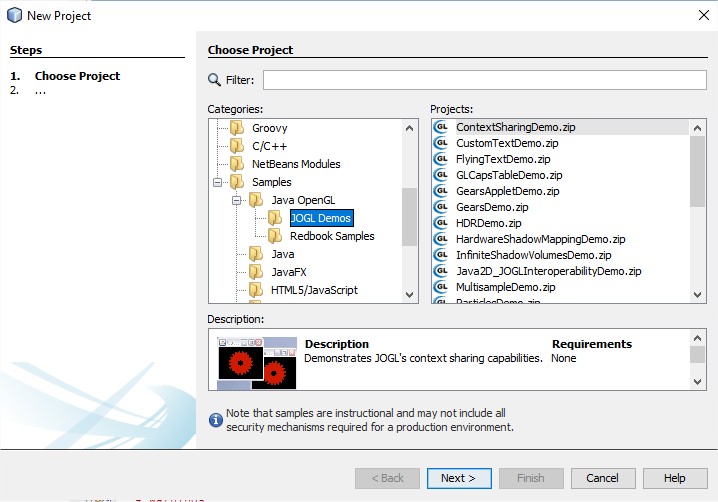 New Project
Steps
1. Choose Project
2. ...
Choose Project
Filter:
Categories:
Groovy
C/C++
NetBeans Modules
Samples
Java OpenGL
JOGL Demos
Redbook Samples
Java
JavaFX
HTML5/JavaScript
Projects:
ContextSharingDemo.zip
CustomTextDemo.zip
FlyingTextDemo.zip
GLCapsTableDemo.zip
GearsAppletDemo.zip
GearsDemo.zip
HDRDemo.zip
HardwareShadowMappingDemo.zip
InfiniteShadowVolumesDemo.zip
Java2D_JOGLInteroperabilityDemo.zip
MultisampleDemo.zip
ParticlesDemo.zip
Description:
Description Requirements
Demonstrates JOGL's context sharing capabilities. None
Note that samples are instructional and may not include all
security mechanisms required for a production environment.
< Back Next > Finish Cancel Help